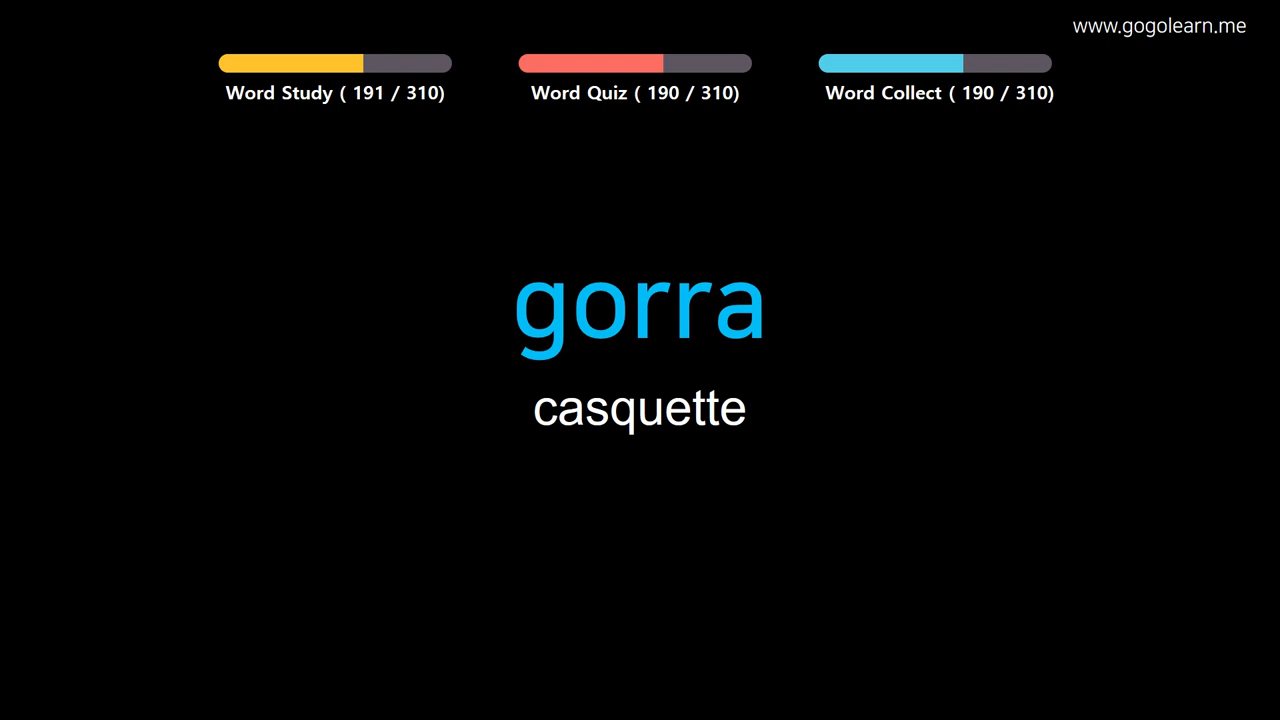 www.gogolearn.me
Word Study ( 191 / 310)
Word Quiz ( 190 / 310)
Word Collect ( 190 / 310)
gorra
casquette